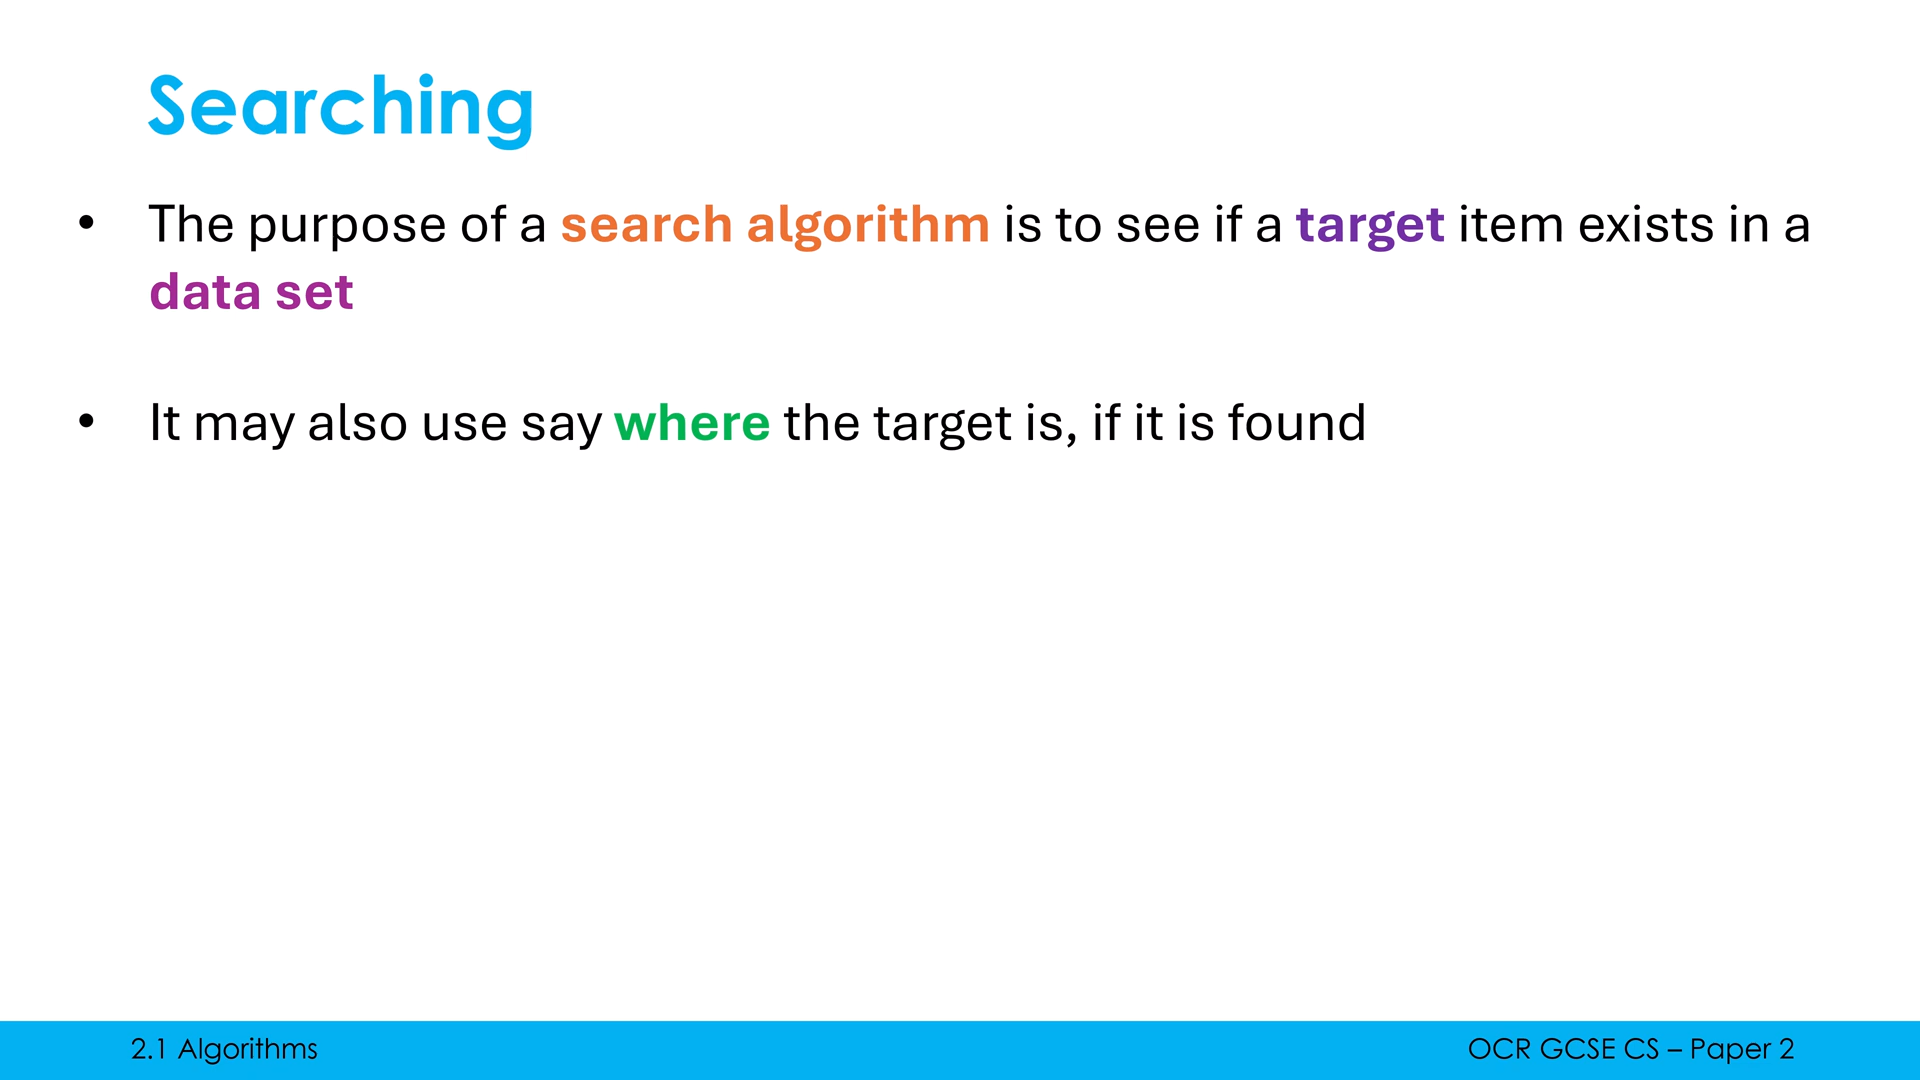 Searching
• The purpose of a search algorithm is to see if a target item exists in a
data set
• It may also use say where the target is, if it is found
2.1 Algorithms
OCR GCSE CS – Paper 2